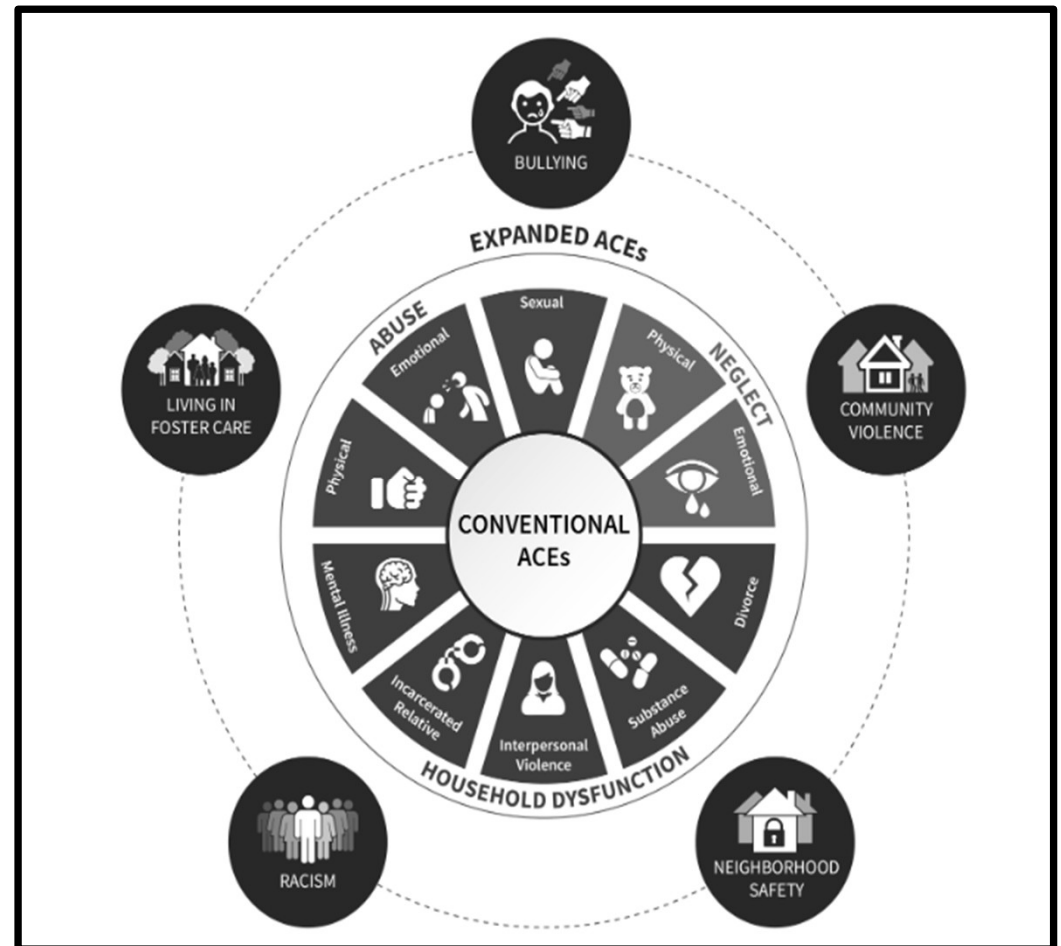 BULLYING
EXPANDED ACEs
ABUSE
NEGLECT
HOUSEHOLD DYSFUNCTION
Sexual
Physical
Emotional
Divorce
Substance
Abuse
Interpersonal
Violence
Incarcerated
Relative
Mental Illness
Physical
Emotional
CONVENTIONAL
ACEs
COMMUNITY
VIOLENCE
NEIGHBORHOOD
SAFETY
RACISM
LIVING IN
FOSTER CARE